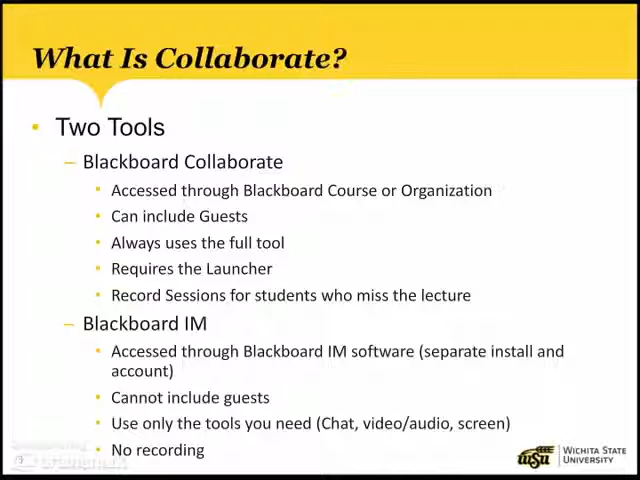 What Is Collaborate?
• Two Tools
– Blackboard Collaborate
• Accessed through Blackboard Course or Organization
• Can include Guests
• Always uses the full tool
• Requires the Launcher
• Record Sessions for students who miss the lecture
– Blackboard IM
• Accessed through Blackboard IM software (separate install and
account)
• Cannot include guests
• Use only the tools you need (Chat, video/audio, screen)
• No recording
9
WSU
WICHITA STATE
UNIVERSITY